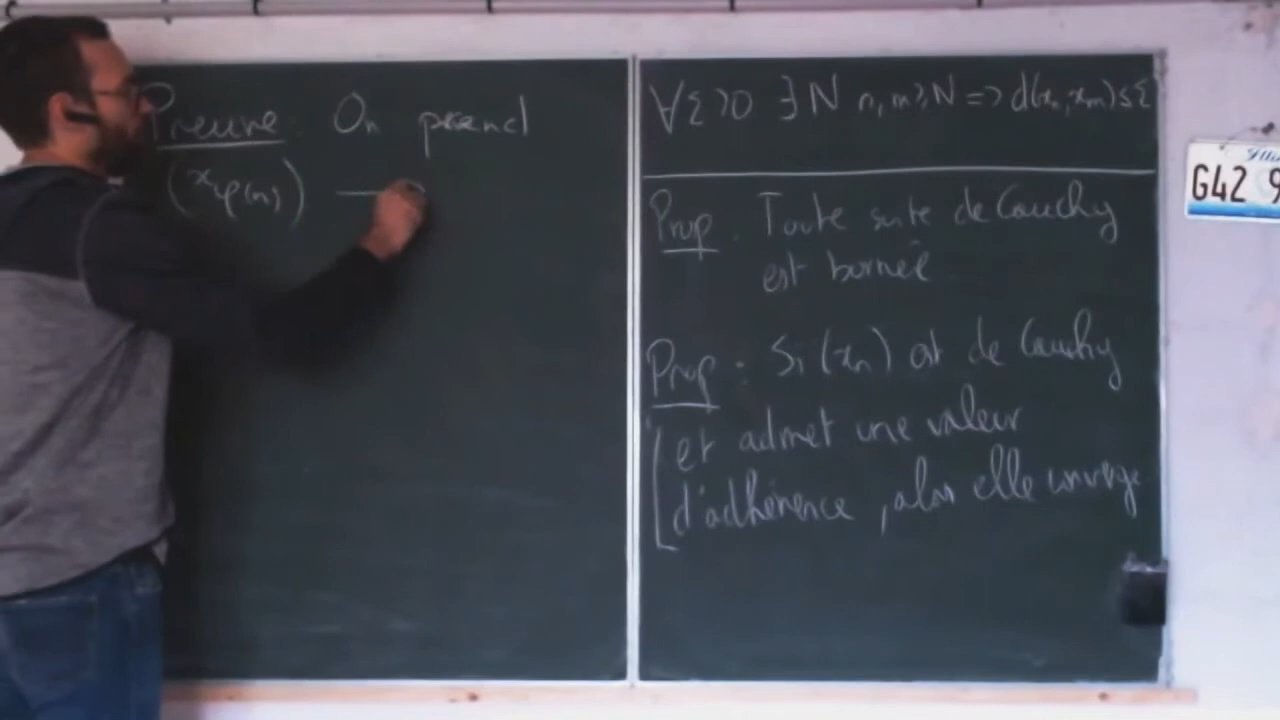 Preuve : On prend
(x_φ(n)) —
∀ε>0 ∃N n,m≥N => d(x_n,x_m)≤ε
Prop. Toute suite de Cauchy
est bornée
Prop : Si (x_n) est de Cauchy
et admet une valeur
d'adhérence, alors elle converge
G42 9